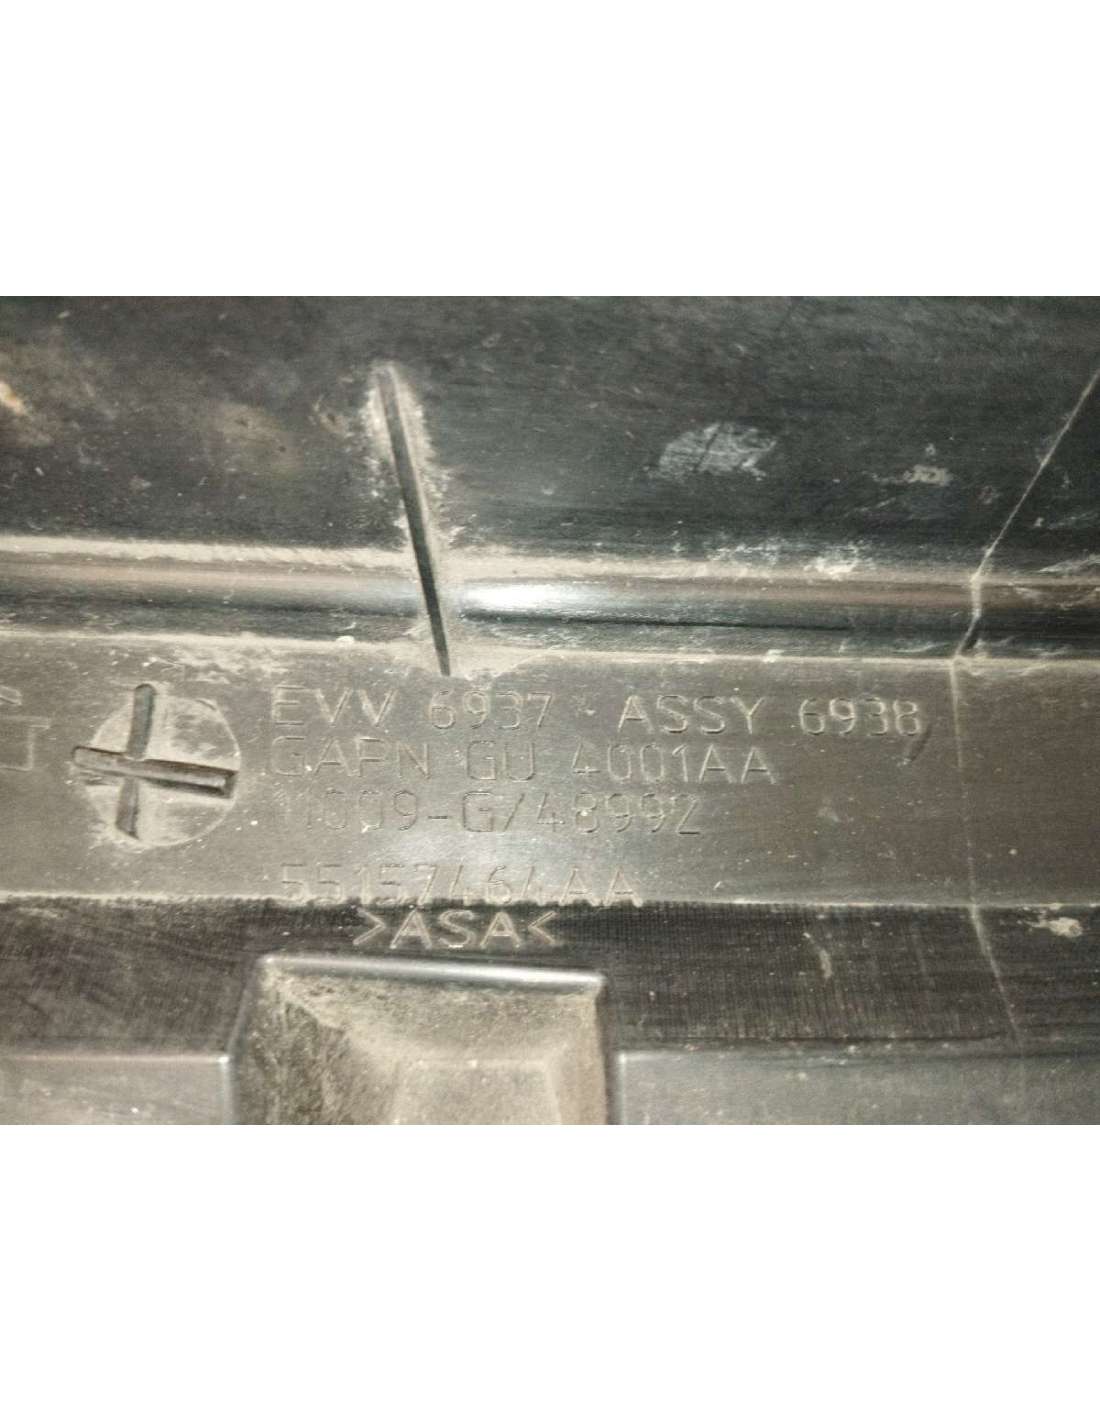 EVV 6937 ASSY 6938
GAPN GU 4001AA
11009-G/48992
55157464AA
>ASA<